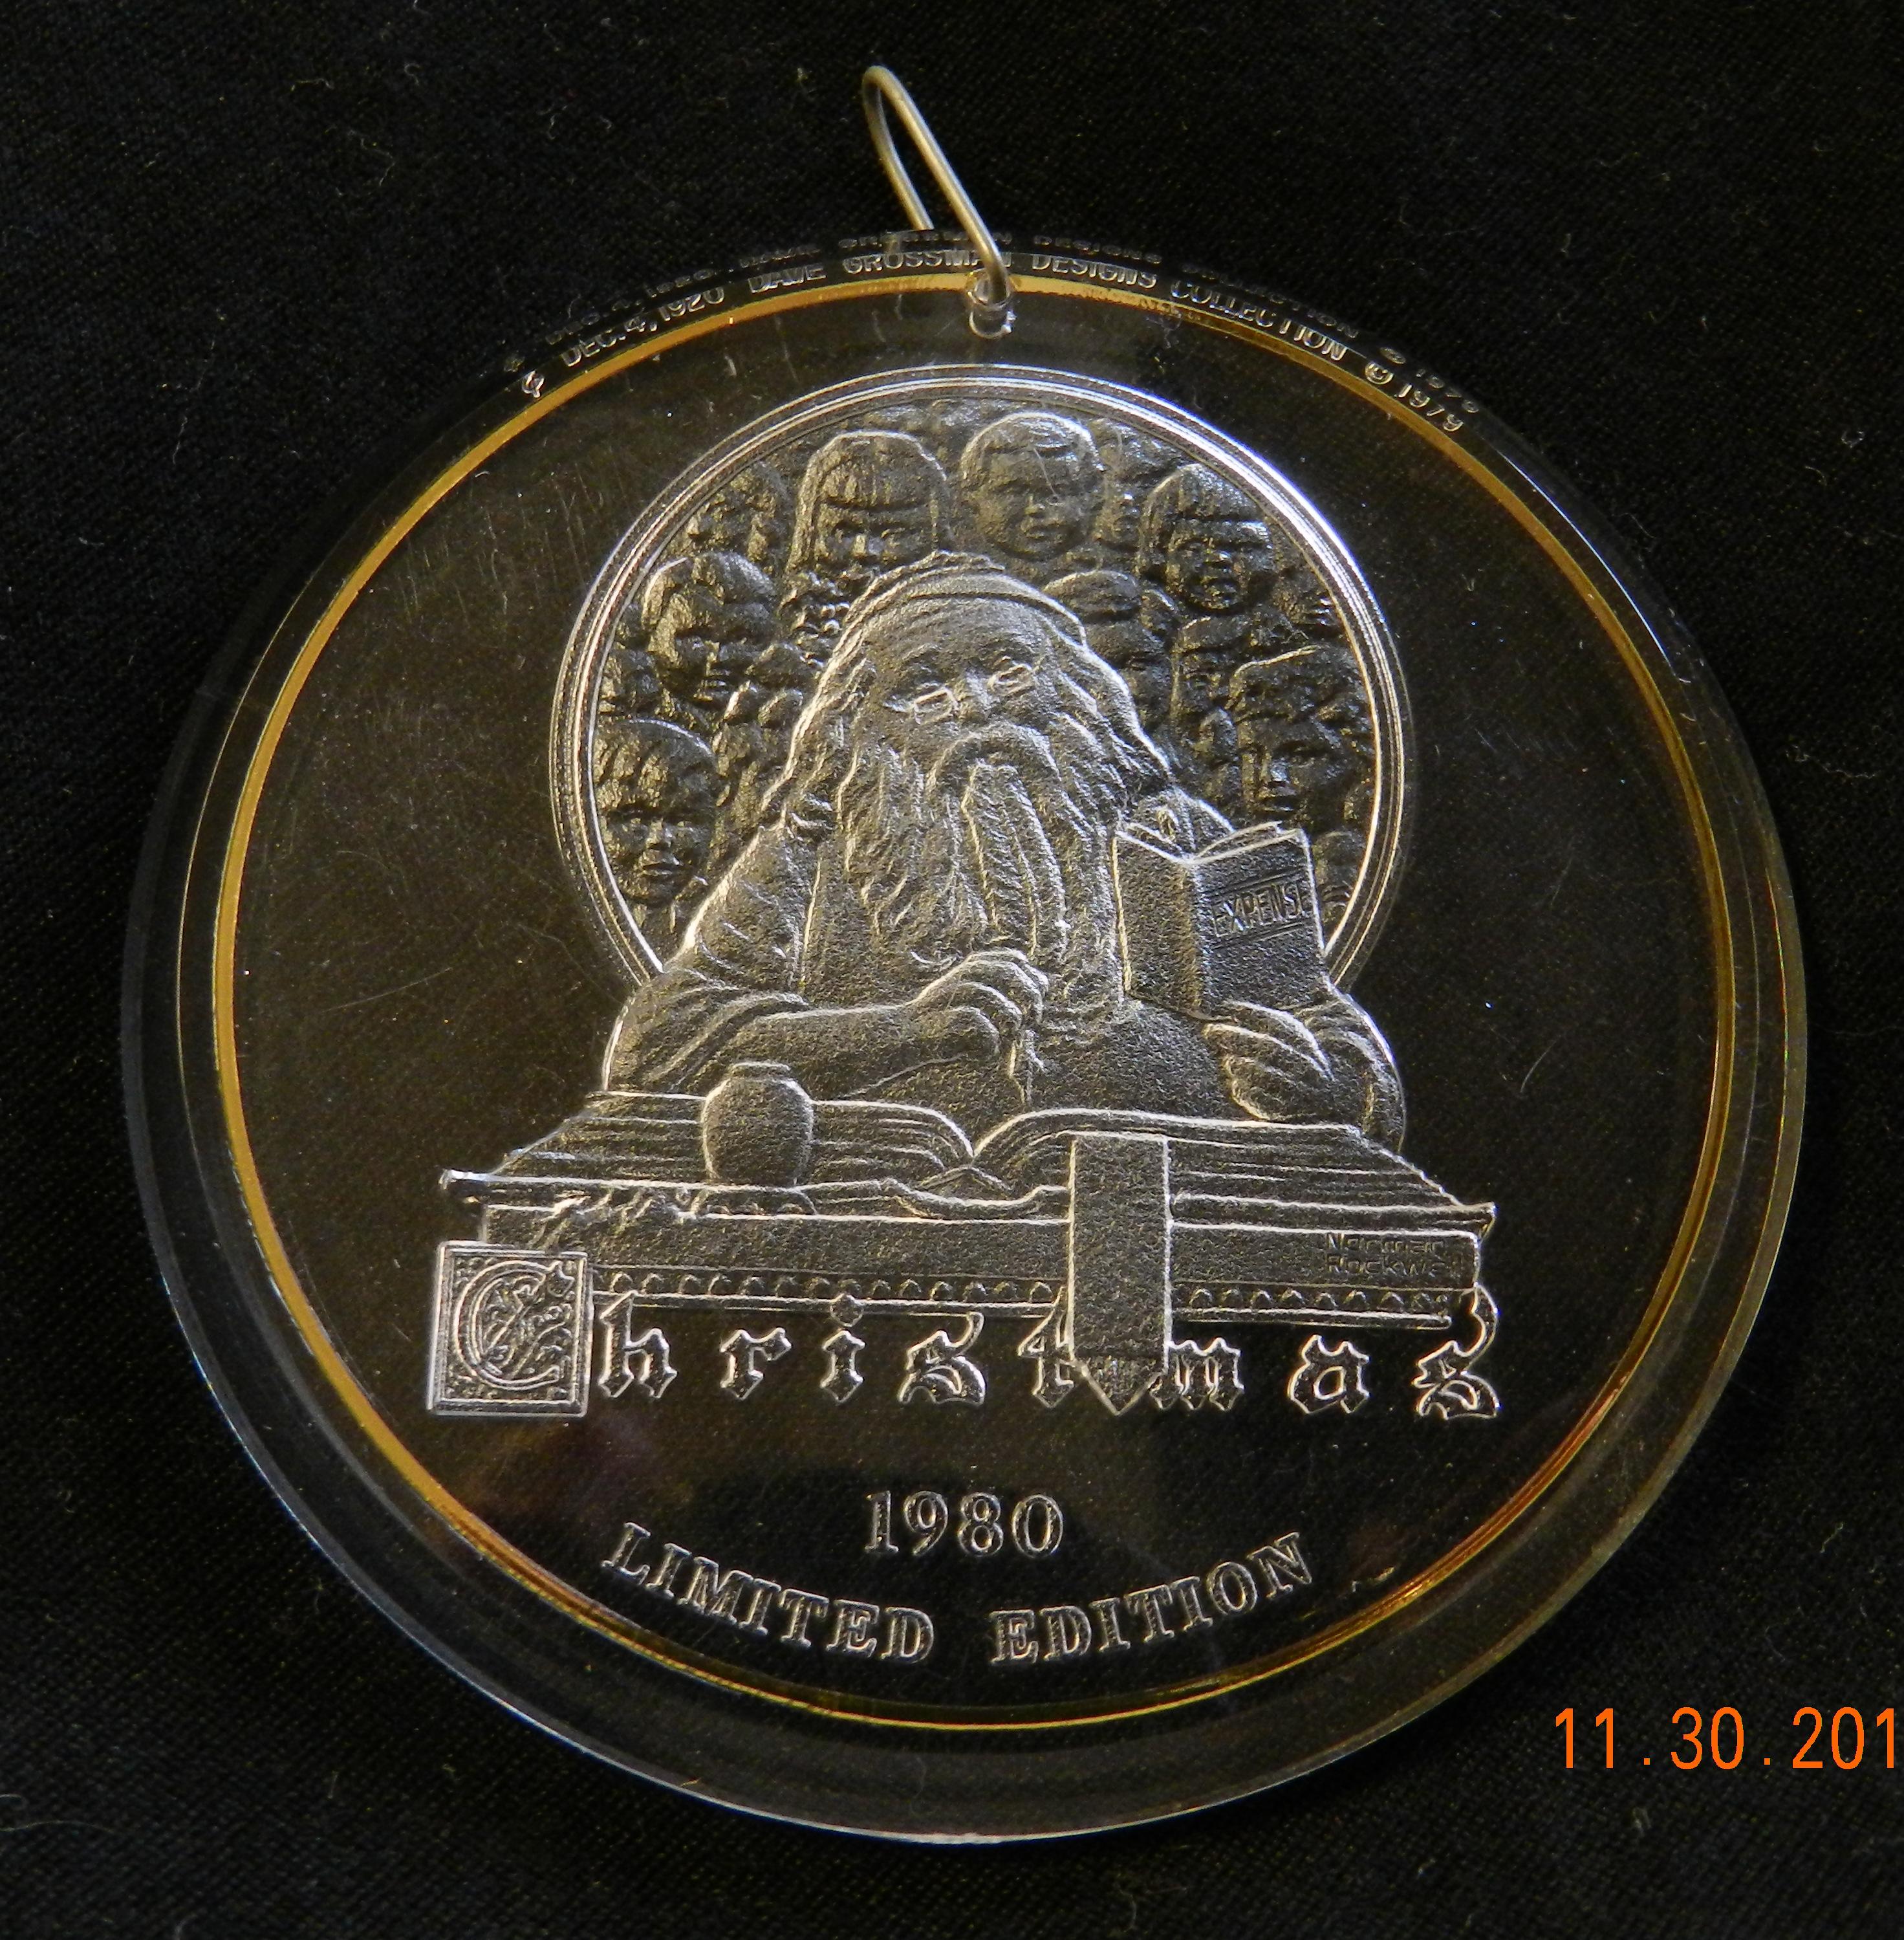 © DEC. 4, 1920 DAVE GROSSMAN DESIGNS COLLECTION © 1979
EXPENSE
Norman
Rockwell
Christmas
1980
LIMITED EDITION
11.30.201